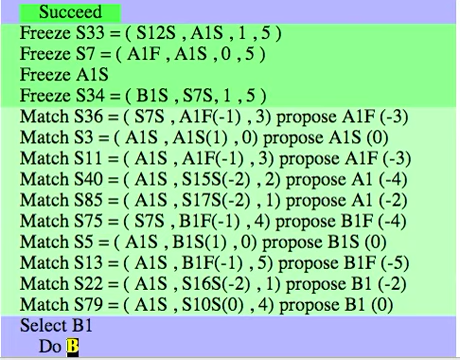 Succeed
Freeze S33 = ( S12S , A1S , 1 , 5 )
Freeze S7 = ( A1F , A1S , 0 , 5 )
Freeze A1S
Freeze S34 = ( B1S , S7S, 1 , 5 )
Match S36 = ( S7S , A1F(-1) , 3) propose A1F (-3)
Match S3 = ( A1S , A1S(1) , 0) propose A1S (0)
Match S11 = ( A1S , A1F(-1) , 3) propose A1F (-3)
Match S40 = ( A1S , S15S(-2) , 2) propose A1 (-4)
Match S85 = ( A1S , S17S(-2) , 1) propose A1 (-2)
Match S75 = ( S7S , B1F(-1) , 4) propose B1F (-4)
Match S5 = ( A1S , B1S(1) , 0) propose B1S (0)
Match S13 = ( A1S , B1F(-1) , 5) propose B1F (-5)
Match S22 = ( A1S , S16S(-2) , 1) propose B1 (-2)
Match S79 = ( A1S , S10S(0) , 4) propose B1 (0)
Select B1
Do B